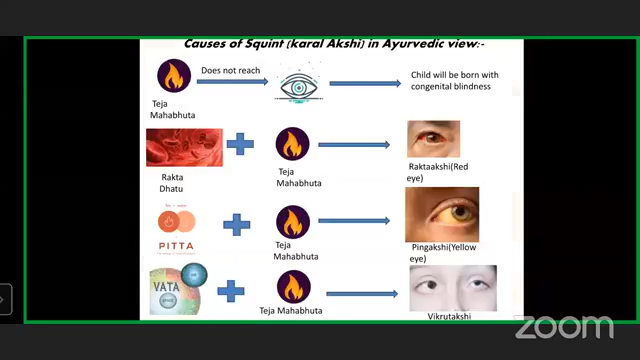 Causes of Squint (karal Akshi) in Ayurvedic view:-
Does not reach
Child will be born with
congenital blindness
Teja
Mahabhuta
Rakta
Dhatu
Teja
Mahabhuta
Raktaakshi(Red
eye)
PITTA
Teja
Mahabhuta
Pingakshi(Yellow
eye)
VATA
Teja Mahabhuta
Vikrutakshi
zoom